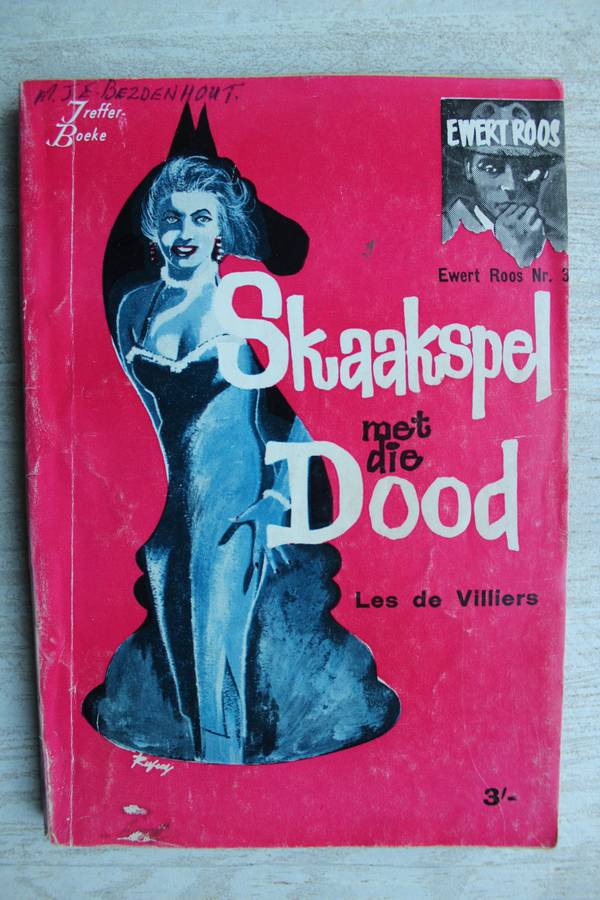 M.J.E. BEZDENHOUT.
Treffer-
Boeke
EWERT ROOS
Ewert Roos Nr. 3
Skaakspel
met
die
Dood
Les de Villiers
3/-